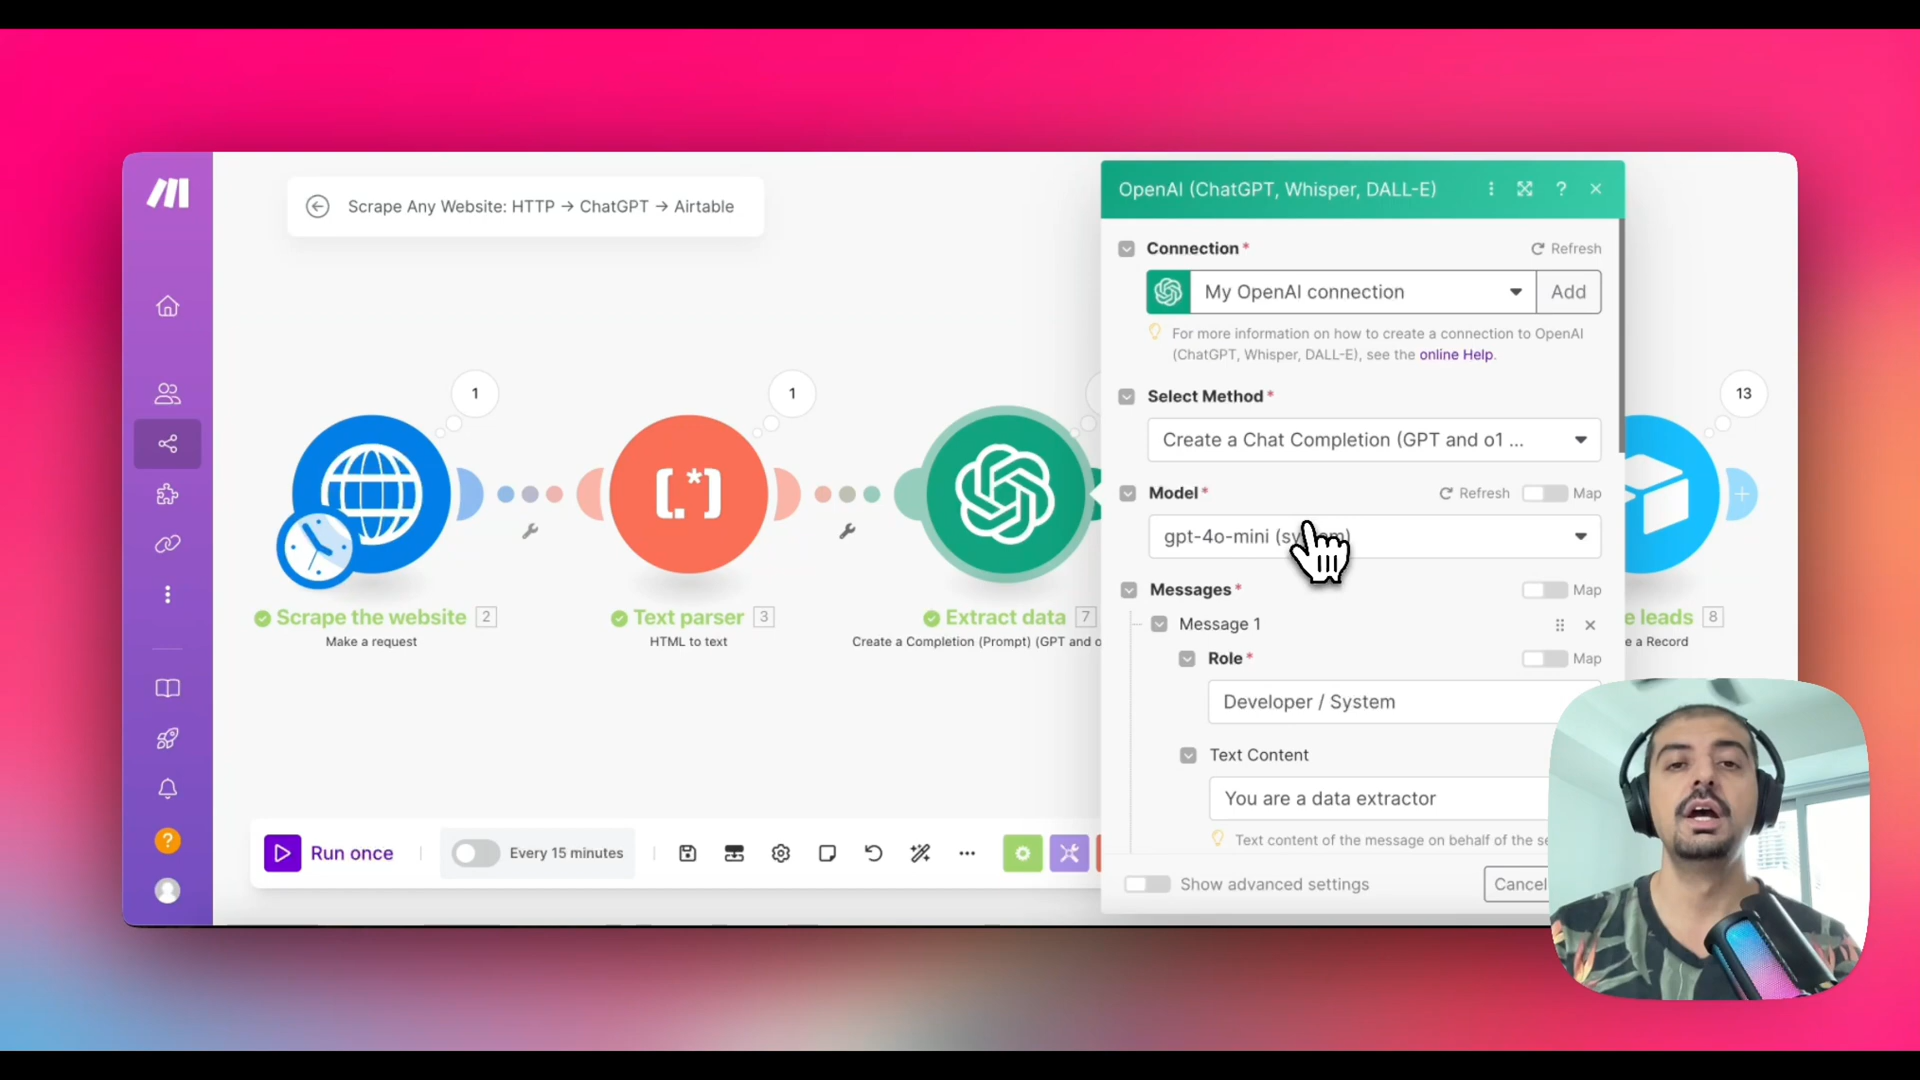 Scrape Any Website: HTTP → ChatGPT → Airtable
1
1
13
Scrape the website 2
Make a request
Text parser 3
HTML to text
Extract data 7
Create a Completion (Prompt) (GPT and o
e leads 8
e a Record
Run once
Every 15 minutes
OpenAI (ChatGPT, Whisper, DALL-E)
?
Connection *
Refresh
My OpenAI connection
Add
For more information on how to create a connection to OpenAI
(ChatGPT, Whisper, DALL-E), see the online Help.
Select Method *
Create a Chat Completion (GPT and o1 ...
Model *
Refresh
Map
gpt-4o-mini
Messages *
Map
Message 1
Role *
Map
Developer / System
Text Content
You are a data extractor
Text content of the message on behalf of the se
Show advanced settings
Cancel
?
[.*]